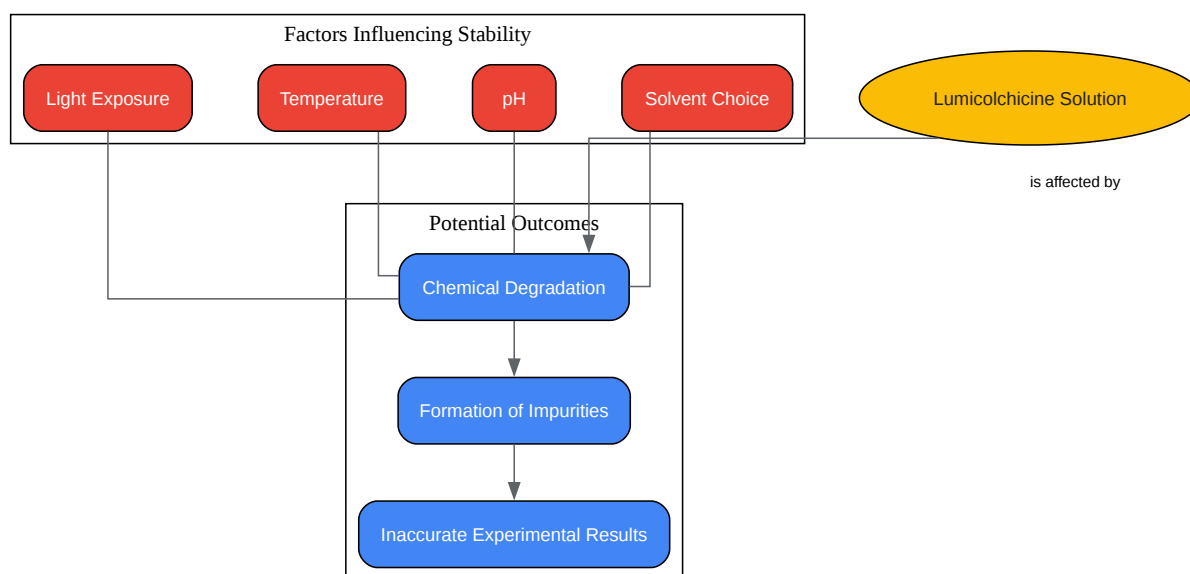 Factors Influencing Stability
Light Exposure
Temperature
pH
Solvent Choice
Lumicolchicine Solution
is affected by
Potential Outcomes
Chemical Degradation
Formation of Impurities
Inaccurate Experimental Results